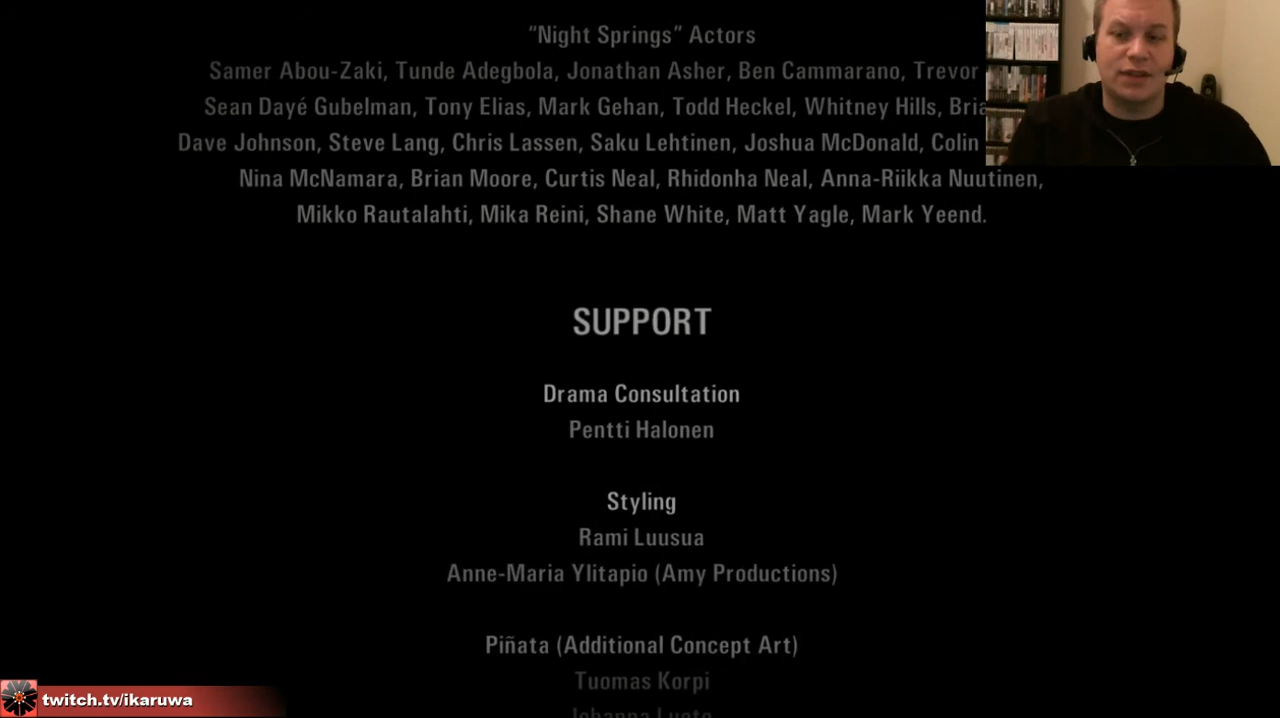 "Night Springs" Actors
Samer Abou-Zaki, Tunde Adegbola, Jonathan Asher, Ben Cammarano, Trevor
Sean Dayé Gubelman, Tony Elias, Mark Gehan, Todd Heckel, Whitney Hills,
Dave Johnson, Steve Lang, Chris Lassen, Saku Lehtinen, Joshua McDonald, Colin
Nina McNamara, Brian Moore, Curtis Neal, Rhidonha Neal, Anna-Riikka Nuutinen,
Mikko Rautalahti, Mika Reini, Shane White, Matt Yagle, Mark Yeend.
SUPPORT
Drama Consultation
Pentti Halonen
Styling
Rami Luusua
Anne-Maria Ylitapio (Amy Productions)
Piñata (Additional Concept Art)
Tuomas Korpi
twitch.tv/ikaruwa